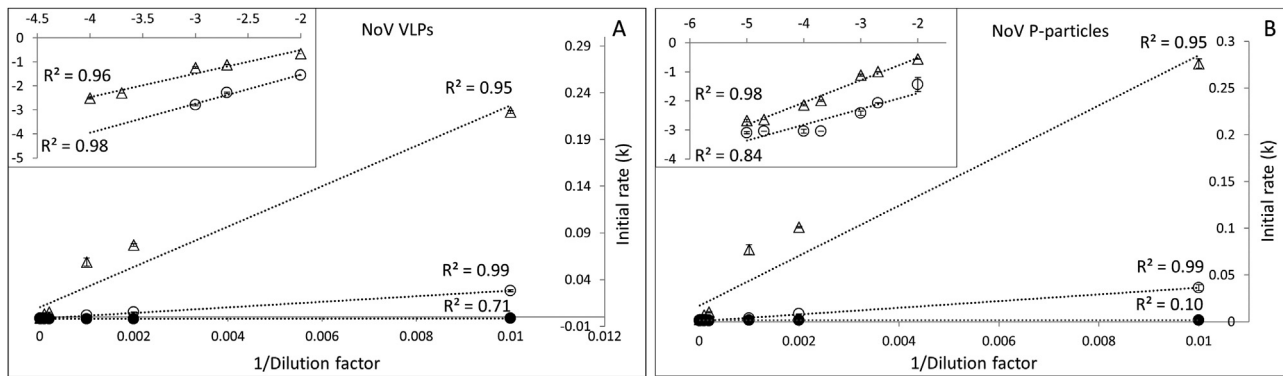 -4.5 -4 -3.5 -3 -2.5 -2
NoV VLPs
A
0
-1
-2
-3
-4
-5
R² = 0.96
R² = 0.98
R² = 0.95
R² = 0.99
R² = 0.71
0.29
0.24
0.19
0.14
0.09
0.04
-0.01
Initial rate (k)
0 0.002 0.004 0.006 0.008 0.01 0.012
1/Dilution factor
-6 -5 -4 -3 -2 -1
NoV P-particles
B
0
-1
-2
-3
-4
R² = 0.98
R² = 0.84
R² = 0.95
R² = 0.99
R² = 0.10
0.3
0.25
0.2
0.15
0.1
0.05
0
Initial rate (k)
0 0.002 0.004 0.006 0.008 0.01
1/Dilution factor